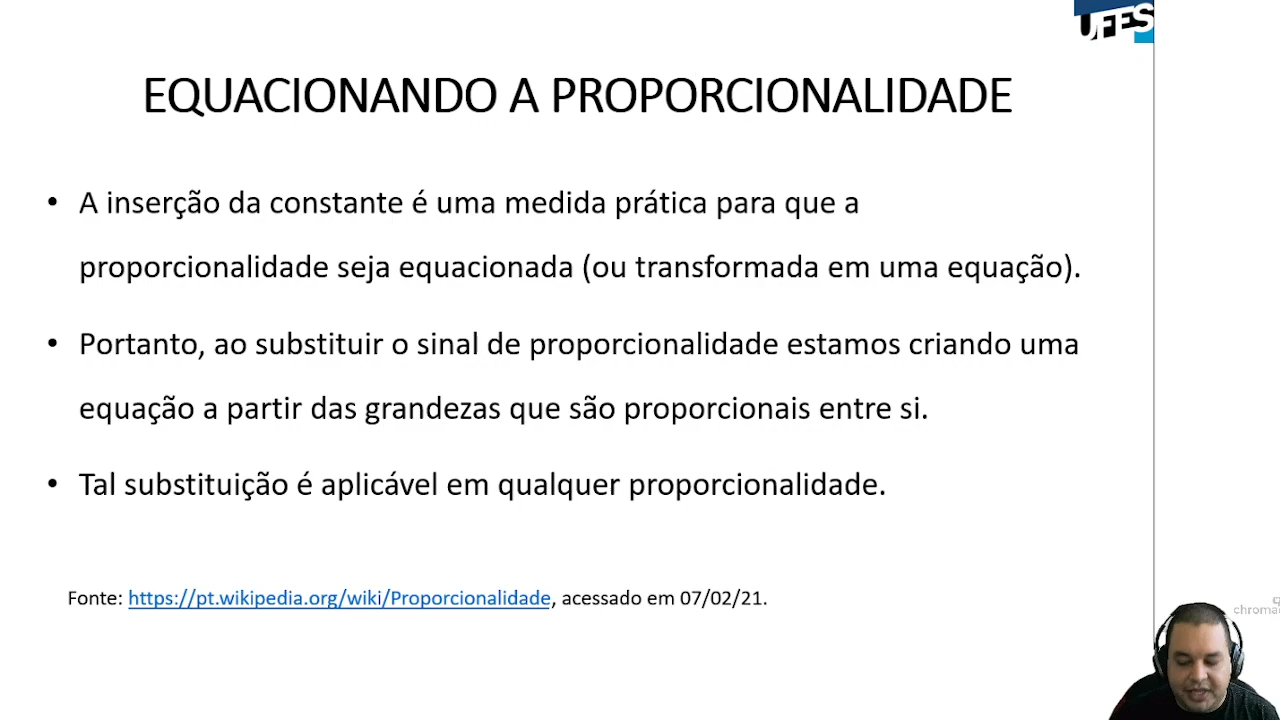 UFES
EQUACIONANDO A PROPORCIONALIDADE
• A inserção da constante é uma medida prática para que a
proporcionalidade seja equacionada (ou transformada em uma equação).
• Portanto, ao substituir o sinal de proporcionalidade estamos criando uma
equação a partir das grandezas que são proporcionais entre si.
• Tal substituição é aplicável em qualquer proporcionalidade.
Fonte: https://pt.wikipedia.org/wiki/Proporcionalidade, acessado em 07/02/21.